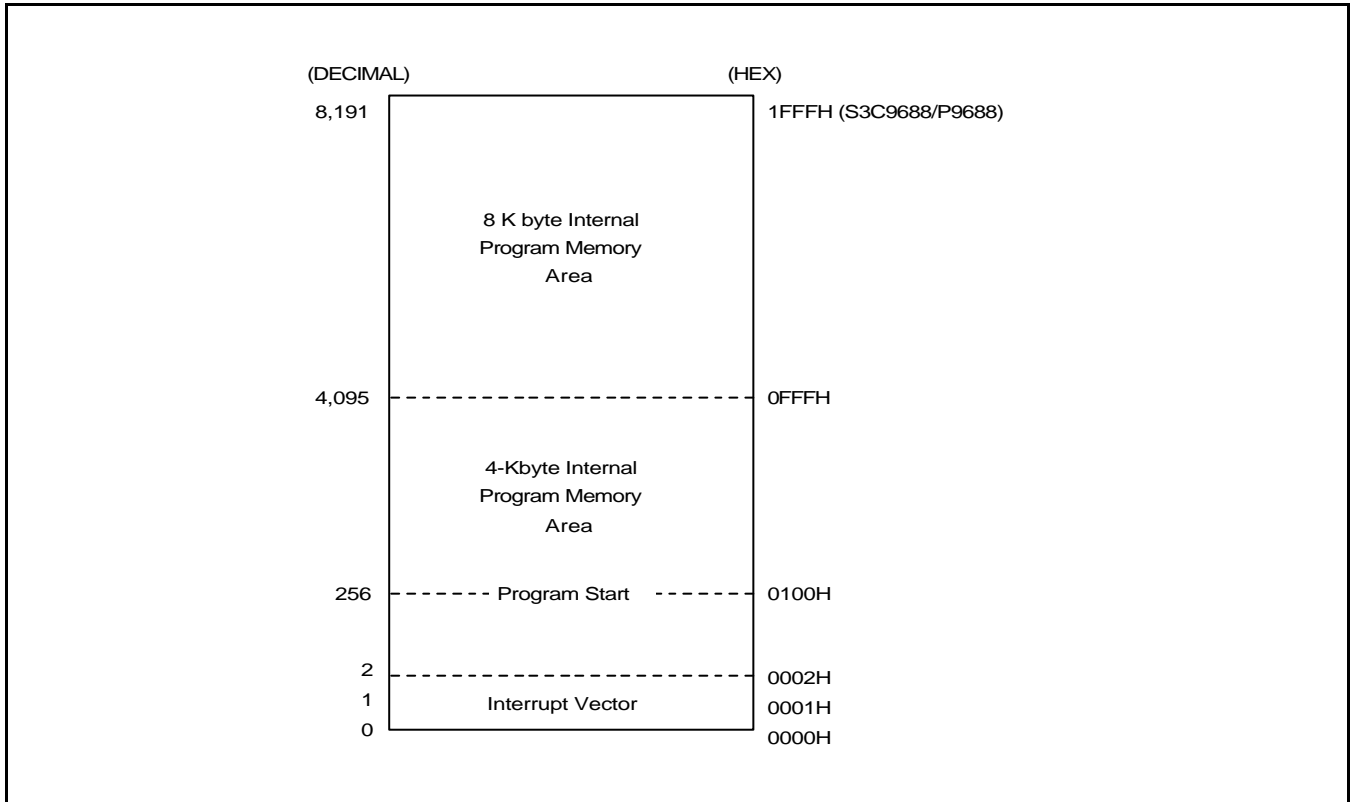 (DECIMAL) (HEX)
8,191 1FFFH (S3C9688/P9688)
8 K byte Internal
Program Memory
Area
4,095 0FFFH
4-Kbyte Internal
Program Memory
Area
256 Program Start 0100H
2 0002H
1 Interrupt Vector 0001H
0 0000H